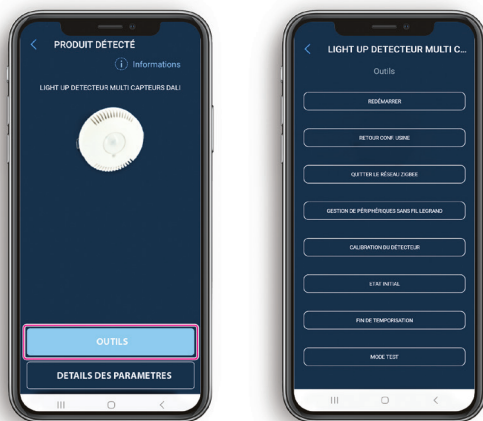 PRODUIT DÉTECTÉ
Informations
LIGHT UP DETECTEUR MULTI CAPTEURS DALI
OUTILS
DETAILS DES PARAMETRES
LIGHT UP DETECTEUR MULTI C...
Outils
REDÉMARRER
RETOUR CONF. USINE
QUITTER LE RÉSEAU ZIGBEE
GESTION DE PÉRIPHÉRIQUES SANS FIL LEGRAND
CALIBRATION DU DÉTECTEUR
ETAT INITIAL
FIN DE TEMPORISATION
MODE TEST